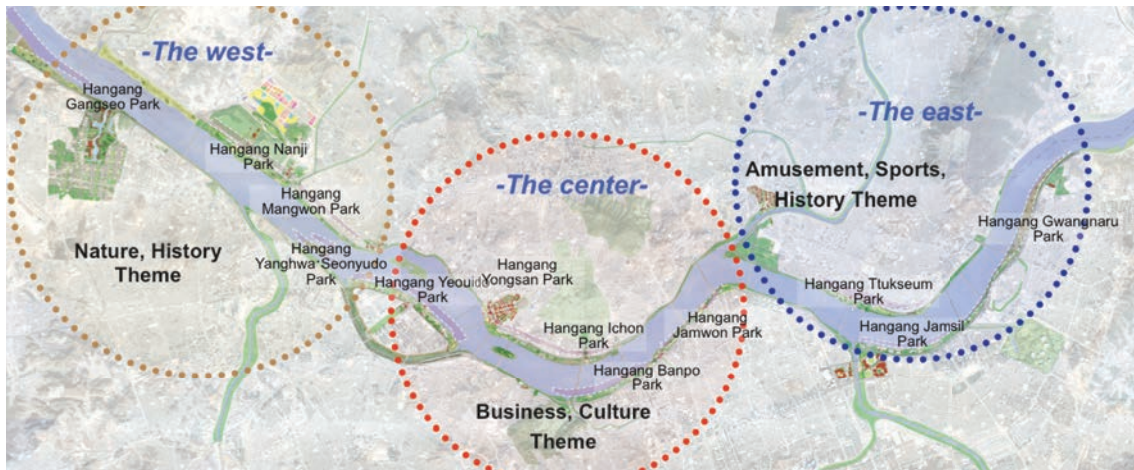 -The west-
Hangang
Gangseo Park
Hangang Nanji
Park
Hangang
Mangwon Park
Nature, History
Theme
Hangang
Yanghwa Seonyudo
Park
-The center-
Hangang Yeouido
Park
Hangang
Yongsan Park
Hangang Ichon
Park
Hangang
Jamwon Park
Hangang Banpo
Park
Business, Culture
Theme
-The east-
Amusement, Sports,
History Theme
Hangang Gwangnaru
Park
Hangang Ttukseum
Park
Hangang Jamsil
Park